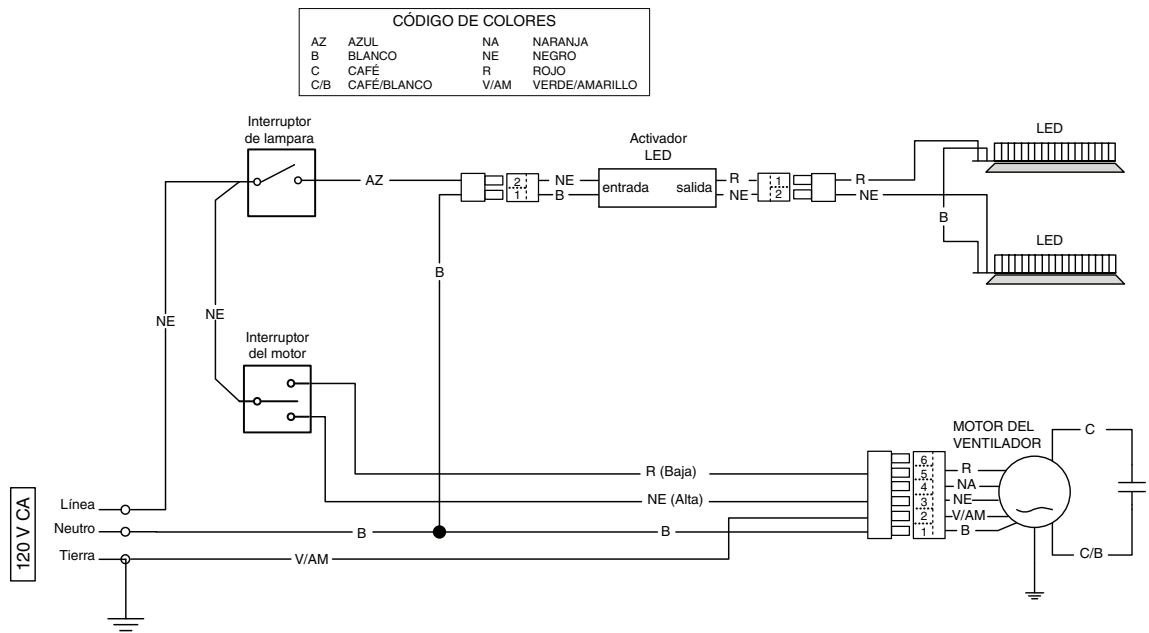 CÓDIGO DE COLORES
AZ AZUL NA NARANJA
B BLANCO NE NEGRO
C CAFÉ R ROJO
C/B CAFÉ/BLANCO V/AM VERDE/AMARILLO
Interruptor
de lampara
Activador
LED
LED
AZ
2
1
NE
B
entrada
salida
R
NE
1
2
R
NE
B
LED
B
NE
NE
Interruptor
del motor
R (Baja)
NE (Alta)
MOTOR DEL
VENTILADOR
C
6
5
4
3
2
1
R
NA
NE
V/AM
B
C/B
120 V CA
Línea
Neutro
Tierra
B
B
V/AM